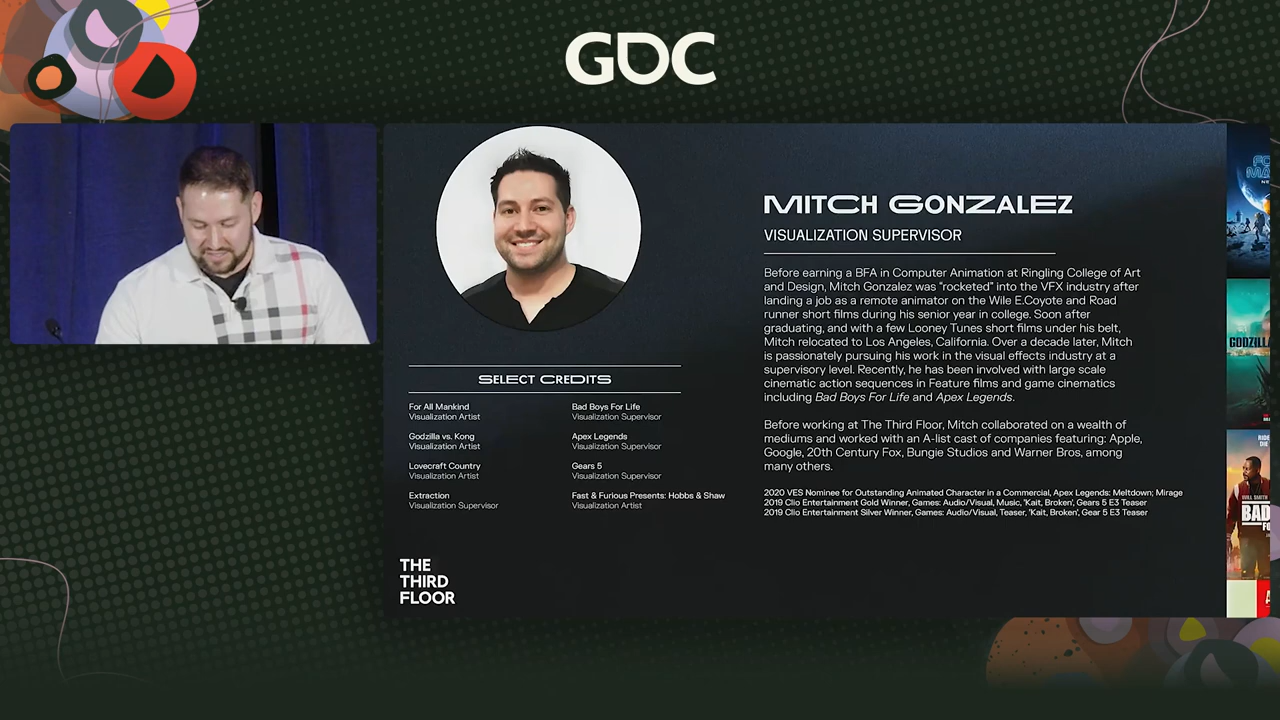 GDC
MITCH GONZALEZ
VISUALIZATION SUPERVISOR
Before earning a BFA in Computer Animation at Ringling College of Art
and Design, Mitch Gonzalez was "rocketed" into the VFX industry after
landing a job as a remote animator on the Wile E.Coyote and Road
runner short films during his senior year in college. Soon after
graduating, and with a few Looney Tunes short films under his belt,
Mitch relocated to Los Angeles, California. Over a decade later, Mitch
is passionately pursuing his work in the visual effects industry at a
supervisory level. Recently, he has been involved with large scale
cinematic action sequences in Feature films and game cinematics
including Bad Boys For Life and Apex Legends.
Before working at The Third Floor, Mitch collaborated on a wealth of
mediums and worked with an A-list cast of companies featuring: Apple,
Google, 20th Century Fox, Bungie Studios and Warner Bros, among
many others.
2020 VES Nominee for Outstanding Animated Character in a Commercial, Apex Legends: Meltdown; Mirage
2019 Clio Entertainment Gold Winner, Games: Audio/Visual, Music, 'Kait, Broken', Gears 5 E3 Teaser
2019 Clio Entertainment Silver Winner, Games: Audio/Visual, Teaser, 'Kait, Broken', Gear 5 E3 Teaser
SELECT CREDITS
For All Mankind
Visualization Artist
Godzilla vs. Kong
Visualization Artist
Lovecraft Country
Visualization Artist
Extraction
Visualization Supervisor
Bad Boys For Life
Visualization Supervisor
Apex Legends
Visualization Supervisor
Gears 5
Visualization Supervisor
Fast & Furious Presents: Hobbs & Shaw
Visualization Artist
THE
THIRD
FLOOR
GODZILL
BAD